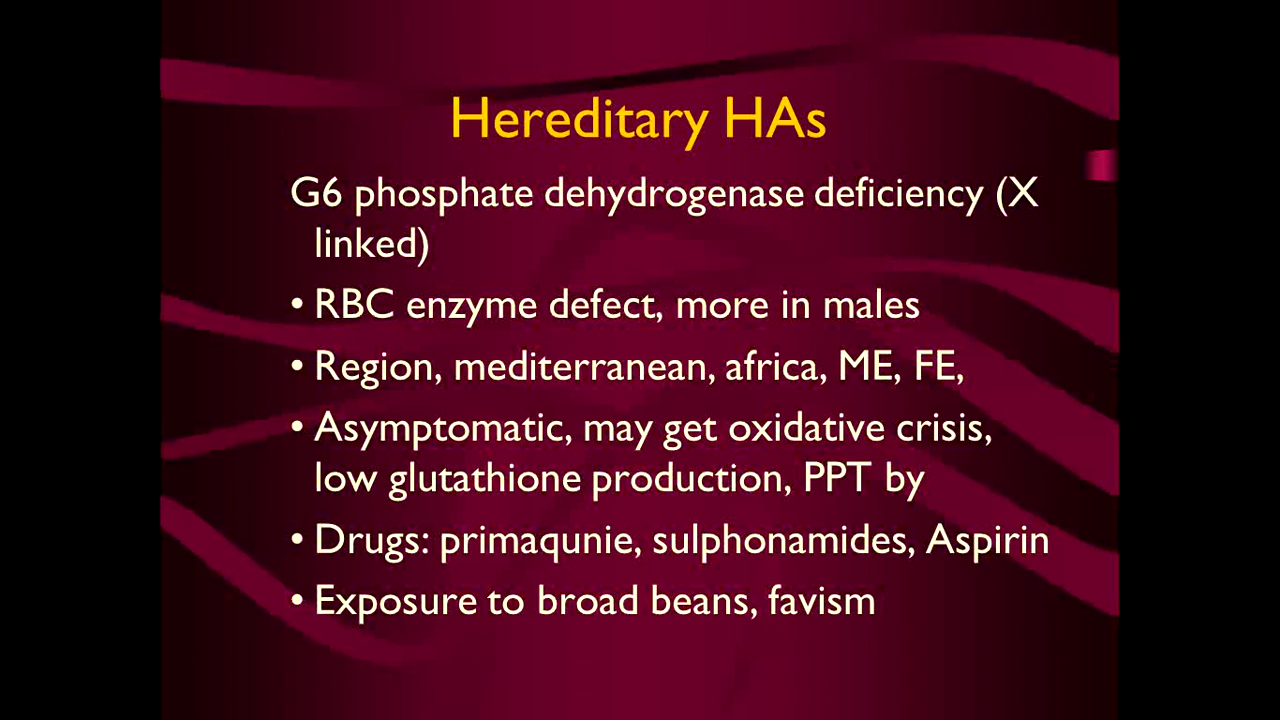 Hereditary HAs
G6 phosphate dehydrogenase deficiency (X
linked)
• RBC enzyme defect, more in males
• Region, mediterranean, africa, ME, FE,
• Asymptomatic, may get oxidative crisis,
low glutathione production, PPT by
• Drugs: primaqunie, sulphonamides, Aspirin
• Exposure to broad beans, favism